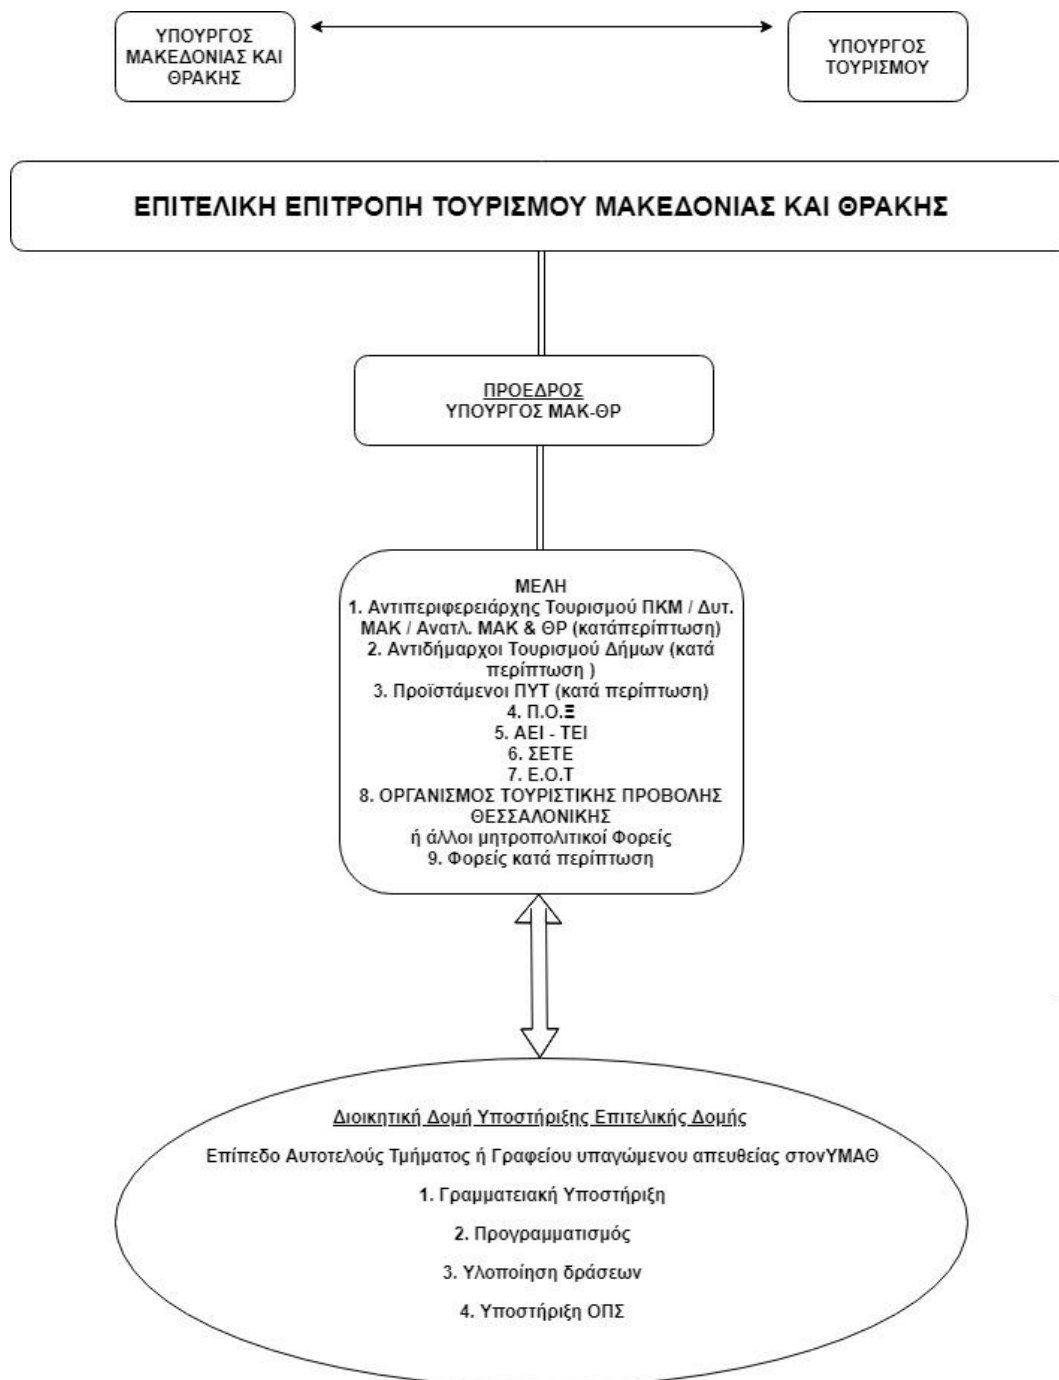 ΥΠΟΥΡΓΟΣ
ΜΑΚΕΔΟΝΙΑΣ ΚΑΙ
ΘΡΑΚΗΣ
ΥΠΟΥΡΓΟΣ
ΤΟΥΡΙΣΜΟΥ
ΕΠΙΤΕΛΙΚΗ ΕΠΙΤΡΟΠΗ ΤΟΥΡΙΣΜΟΥ ΜΑΚΕΔΟΝΙΑΣ ΚΑΙ ΘΡΑΚΗΣ
ΠΡΟΕΔΡΟΣ
ΥΠΟΥΡΓΟΣ ΜΑΚ-ΘΡ
ΜΕΛΗ
1. Αντιπεριφερειάρχης Τουρισμού ΠΚΜ / Δυτ.
ΜΑΚ / Ανατλ. ΜΑΚ & ΘΡ (κατάπερίπτωση)
2. Αντιδήμαρχοι Τουρισμού Δήμων (κατά
περίπτωση )
3. Προϊστάμενοι ΠΥΤ (κατά περίπτωση)
4. Π.Ο.Ξ
5. ΑΕΙ - ΤΕΙ
6. ΣΕΤΕ
7. Ε.Ο.Τ
8. ΟΡΓΑΝΙΣΜΟΣ ΤΟΥΡΙΣΤΙΚΗΣ ΠΡΟΒΟΛΗΣ
ΘΕΣΣΑΛΟΝΙΚΗΣ
ή άλλοι μητροπολιτικοί Φορείς
9. Φορείς κατά περίπτωση
Διοικητική Δομή Υποστήριξης Επιτελικής Δομής
Επίπεδο Αυτοτελούς Τμήματος ή Γραφείου υπαγώμενου απευθείας στονΥΜΑΘ
1. Γραμματειακή Υποστήριξη
2. Προγραμματισμός
3. Υλοποίηση δράσεων
4. Υποστήριξη ΟΠΣ